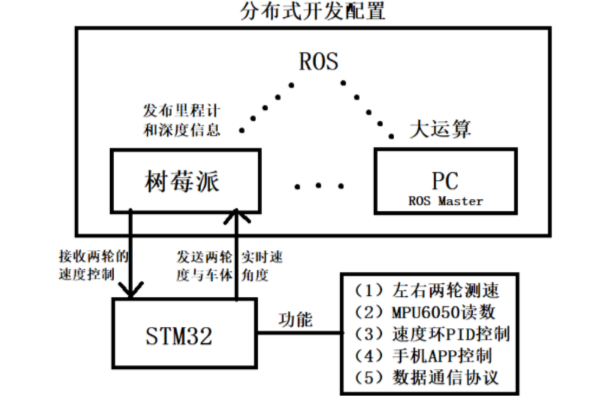 分布式开发配置
ROS
发布里程计
和深度信息
大运算
树莓派
PC
ROS Master
接收两轮的
速度控制
发送两轮 实时速
度与车体 角度
STM32
功能
（1）左右两轮测速
（2）MPU6050读数
（3）速度环PID控制
（4）手机APP控制
（5）数据通信协议